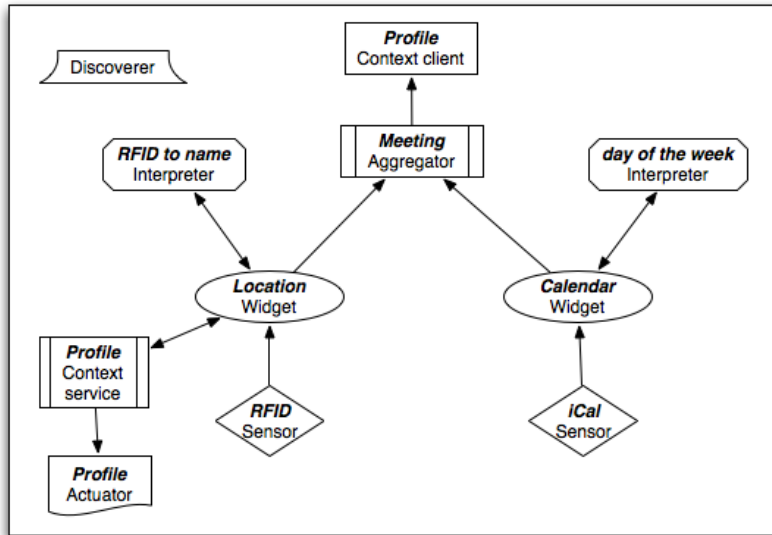 Profile
Context client
Discoverer
Meeting
Aggregator
RFID to name
Interpreter
day of the week
Interpreter
Location
Widget
Calendar
Widget
Profile
Context
service
RFID
Sensor
iCal
Sensor
Profile
Actuator